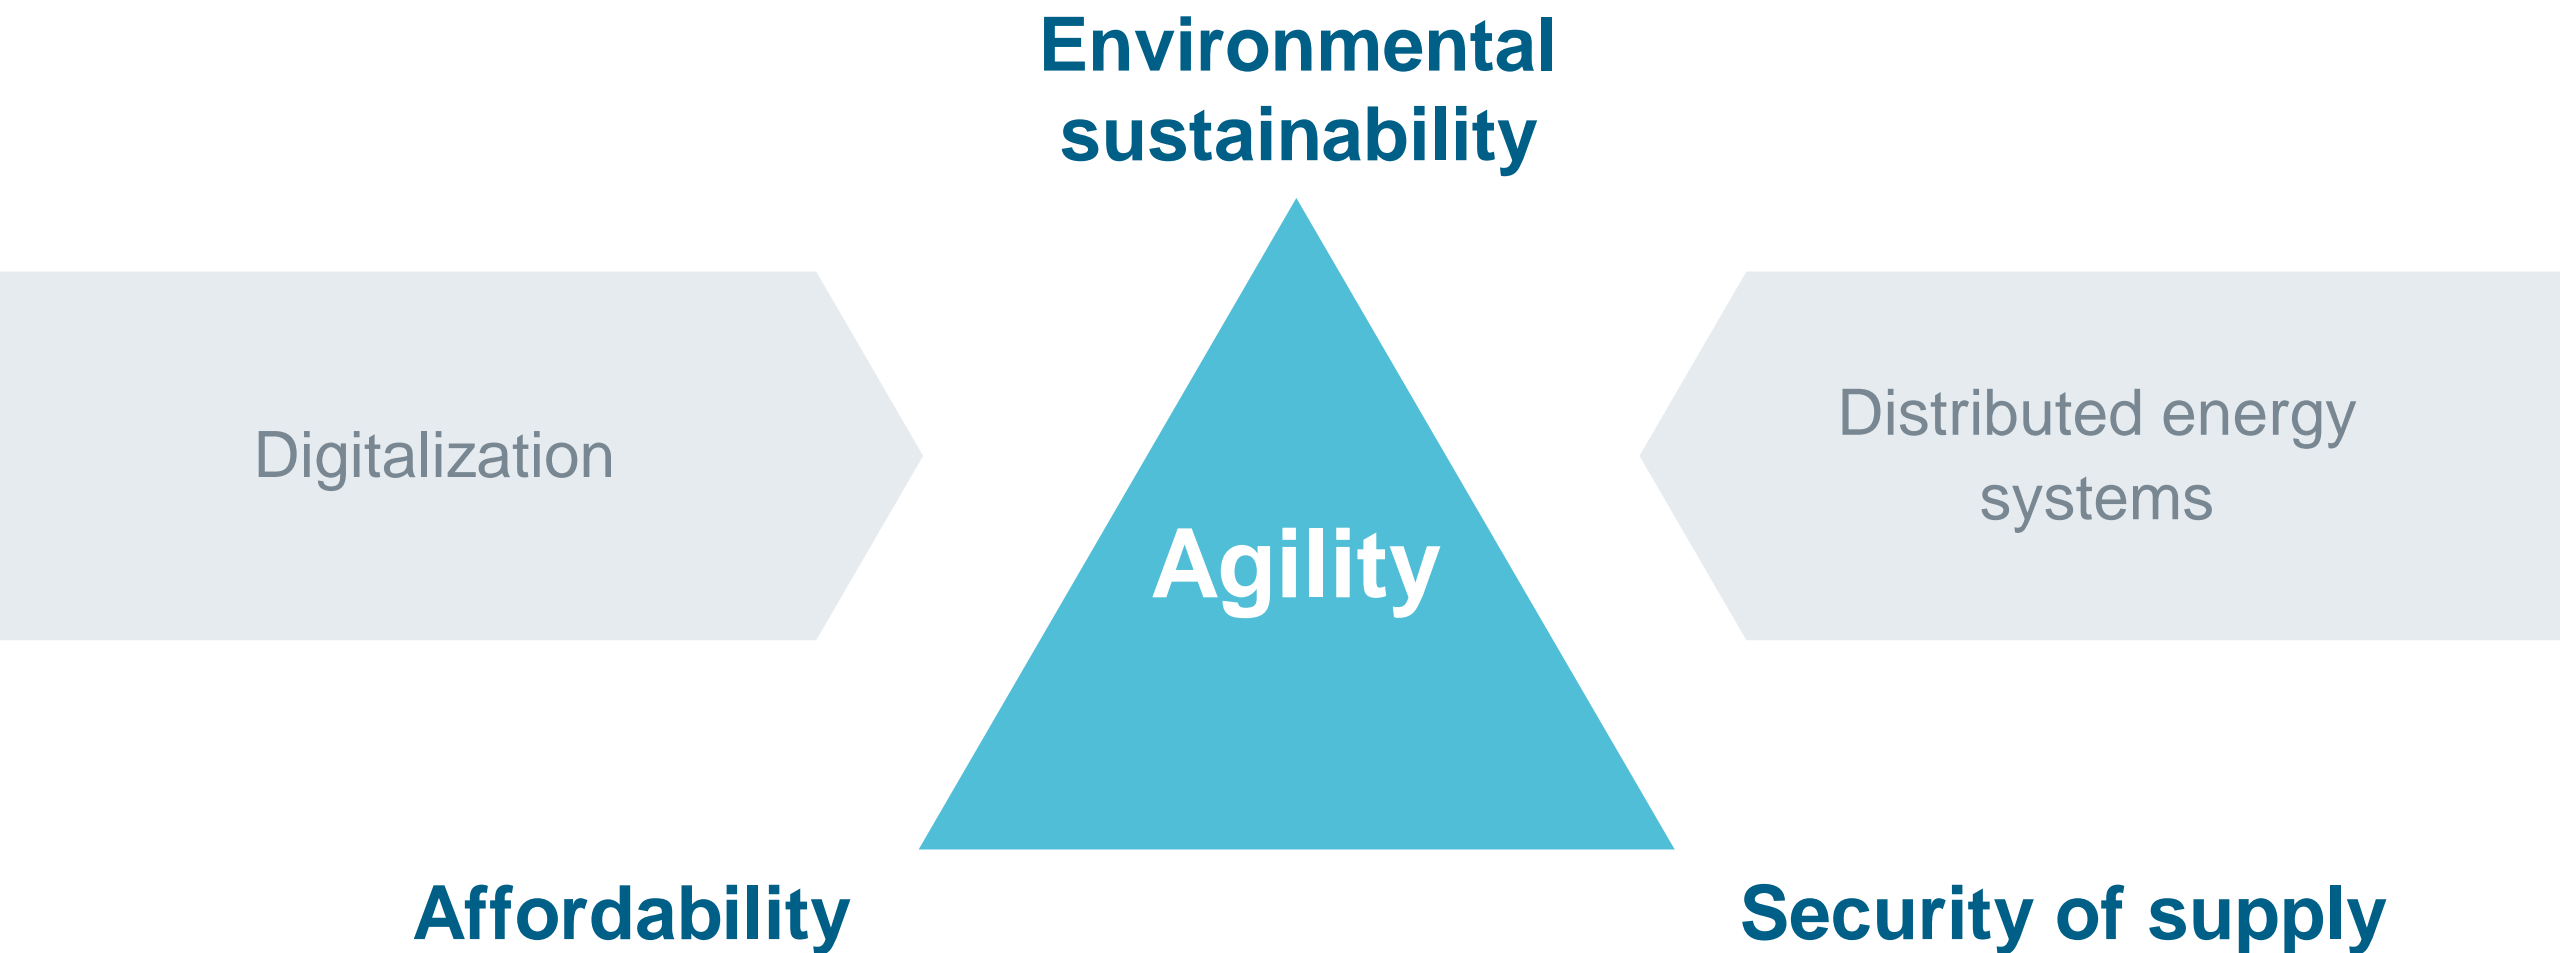 Environmental
sustainability
Digitalization
Distributed energy
systems
Agility
Affordability
Security of supply